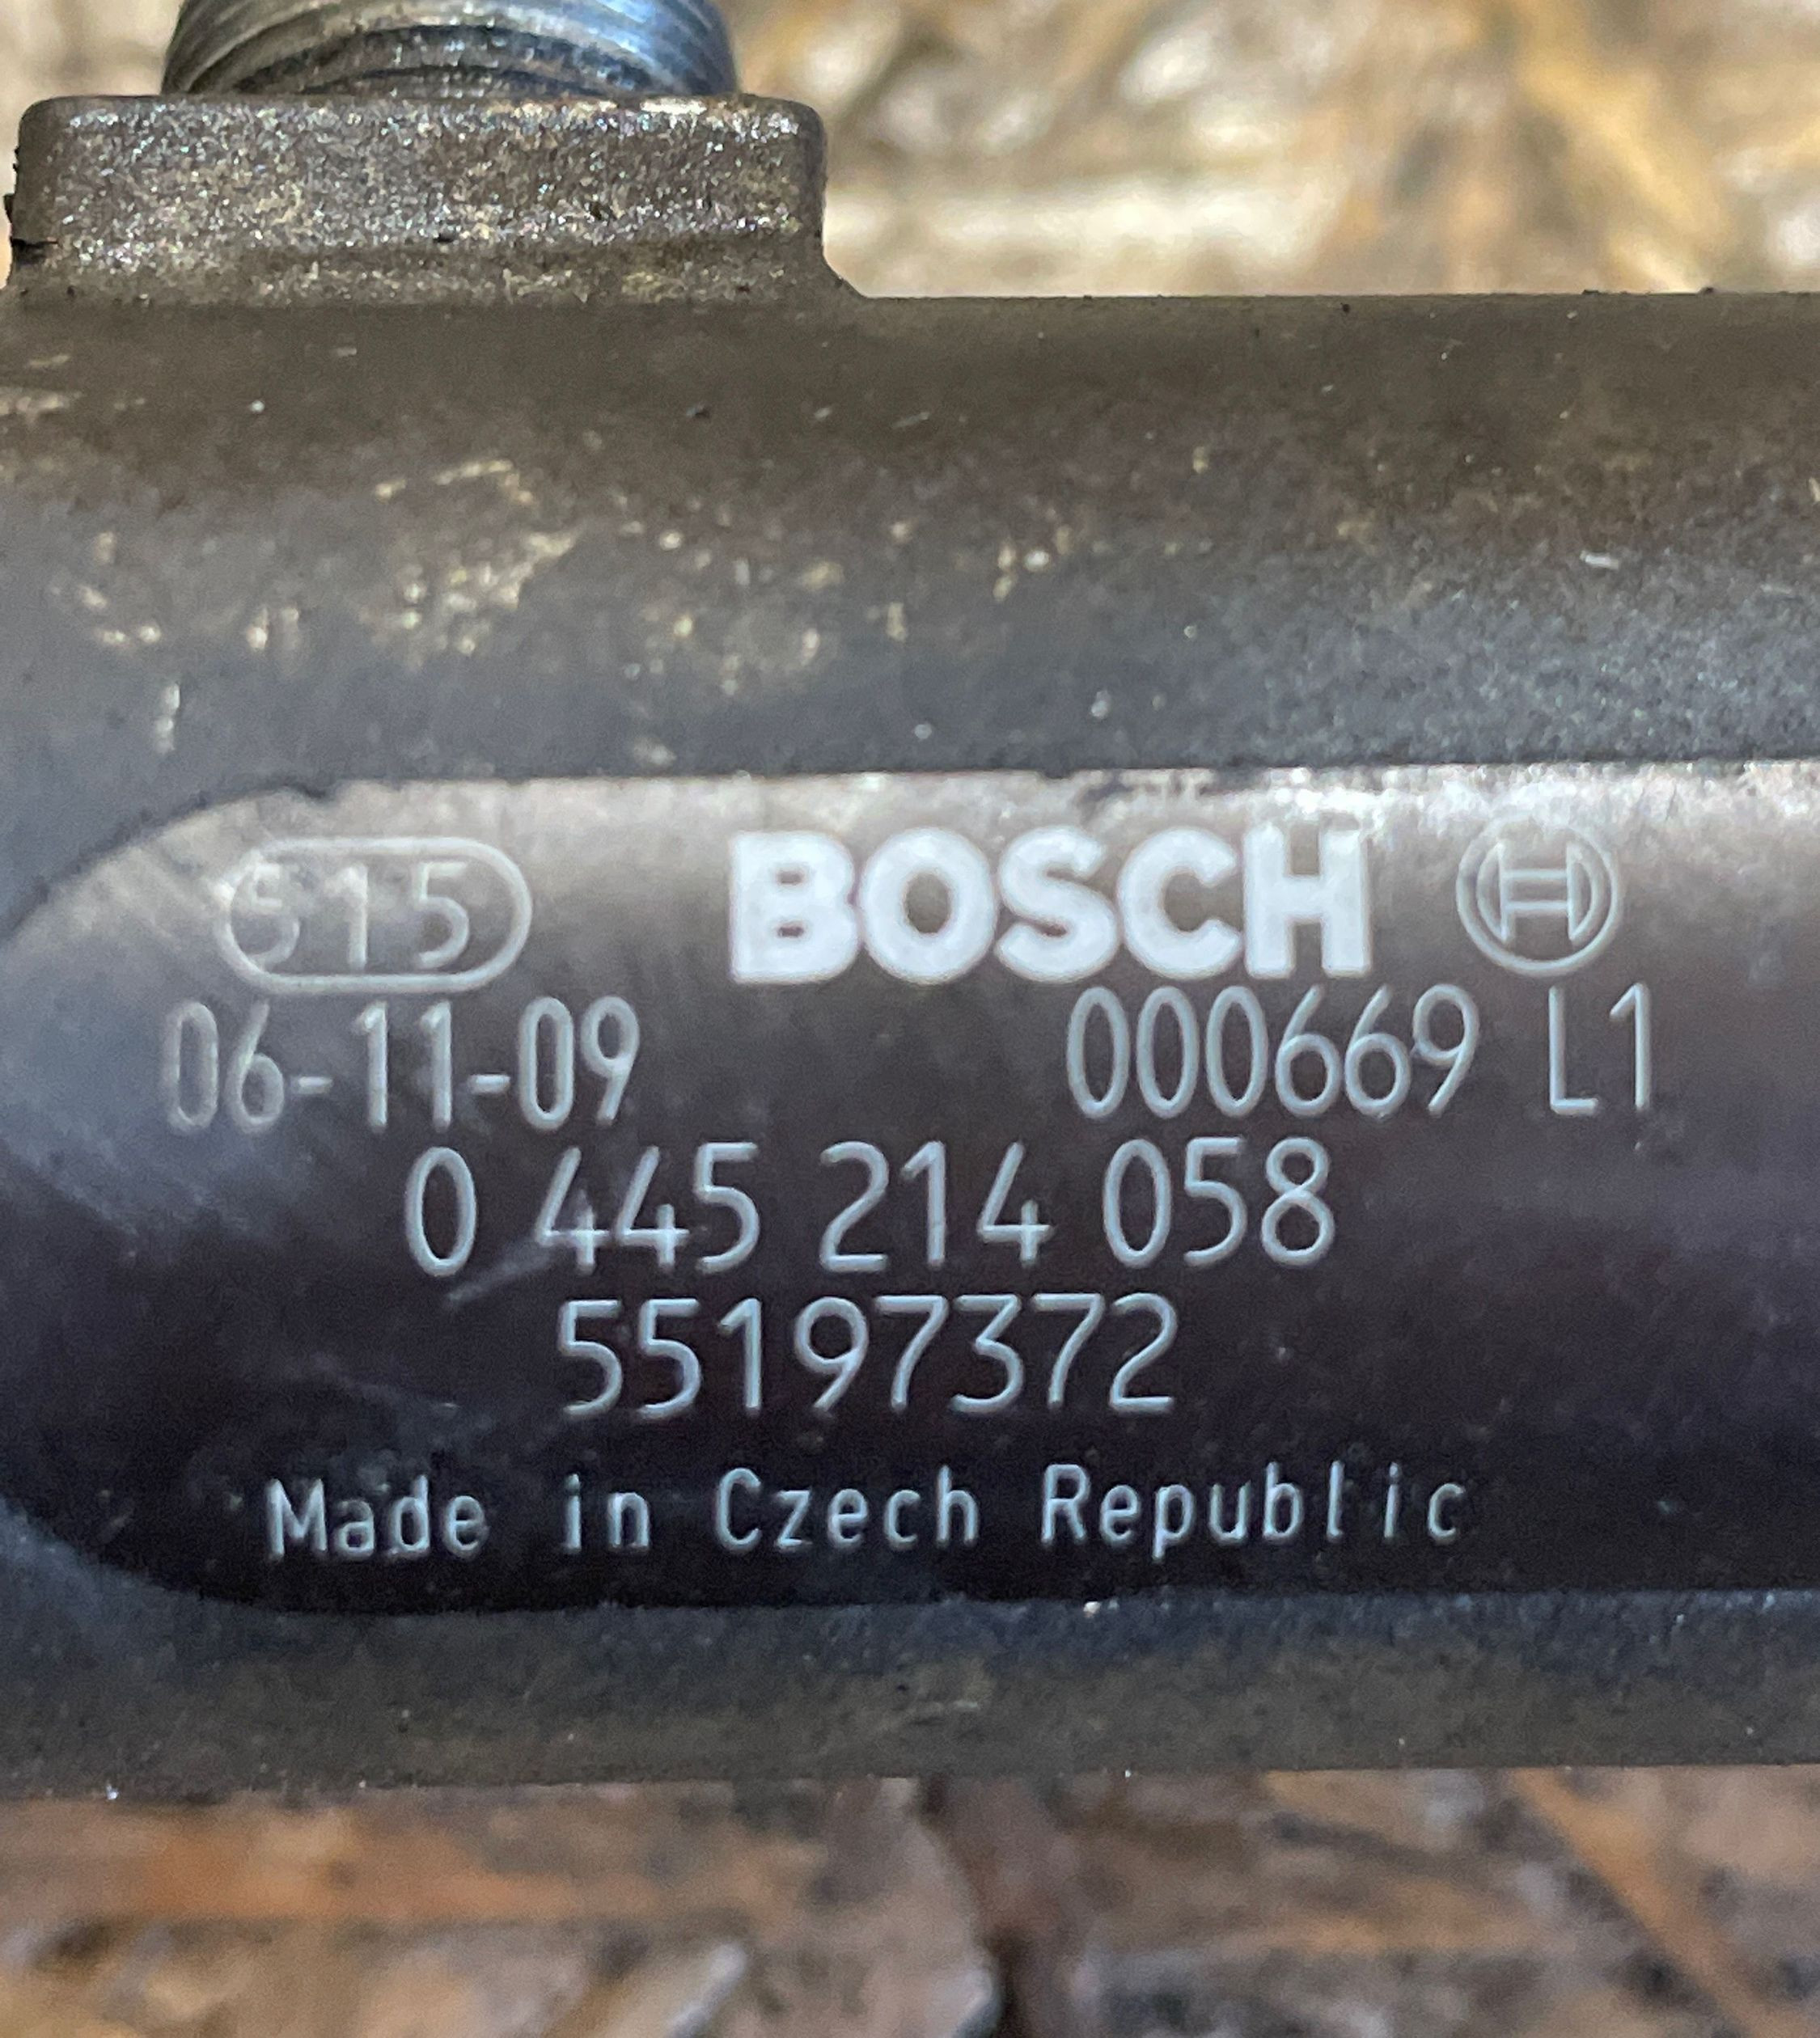 515 BOSCH
06-11-09 000669 L1
0 445 214 058
55197372
Made in Czech Republic